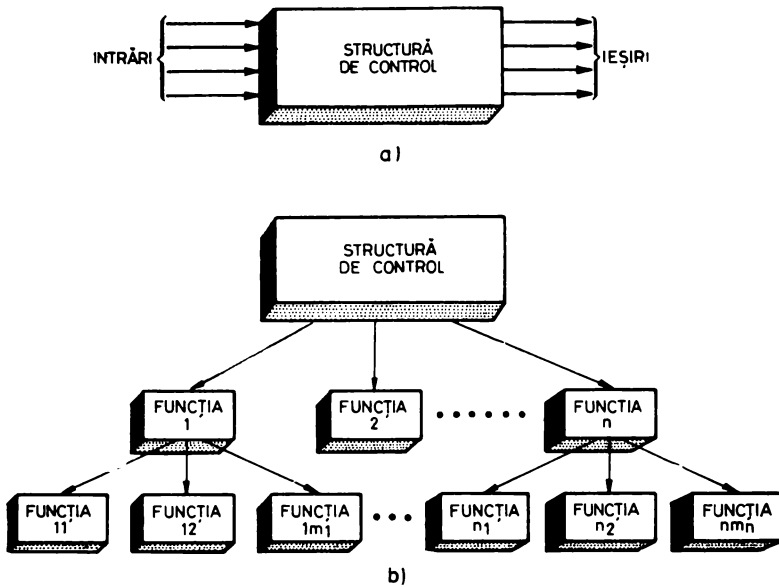 INTRĂRI
STRUCTURĂ
DE CONTROL
IEȘIRI
a)
STRUCTURĂ
DE CONTROL
FUNCȚIA
1
FUNCȚIA
2
FUNCȚIA
n
FUNCȚIA
11
FUNCȚIA
12
FUNCȚIA
1m1
FUNCȚIA
n1
FUNCȚIA
n2
FUNCȚIA
nmn
b)